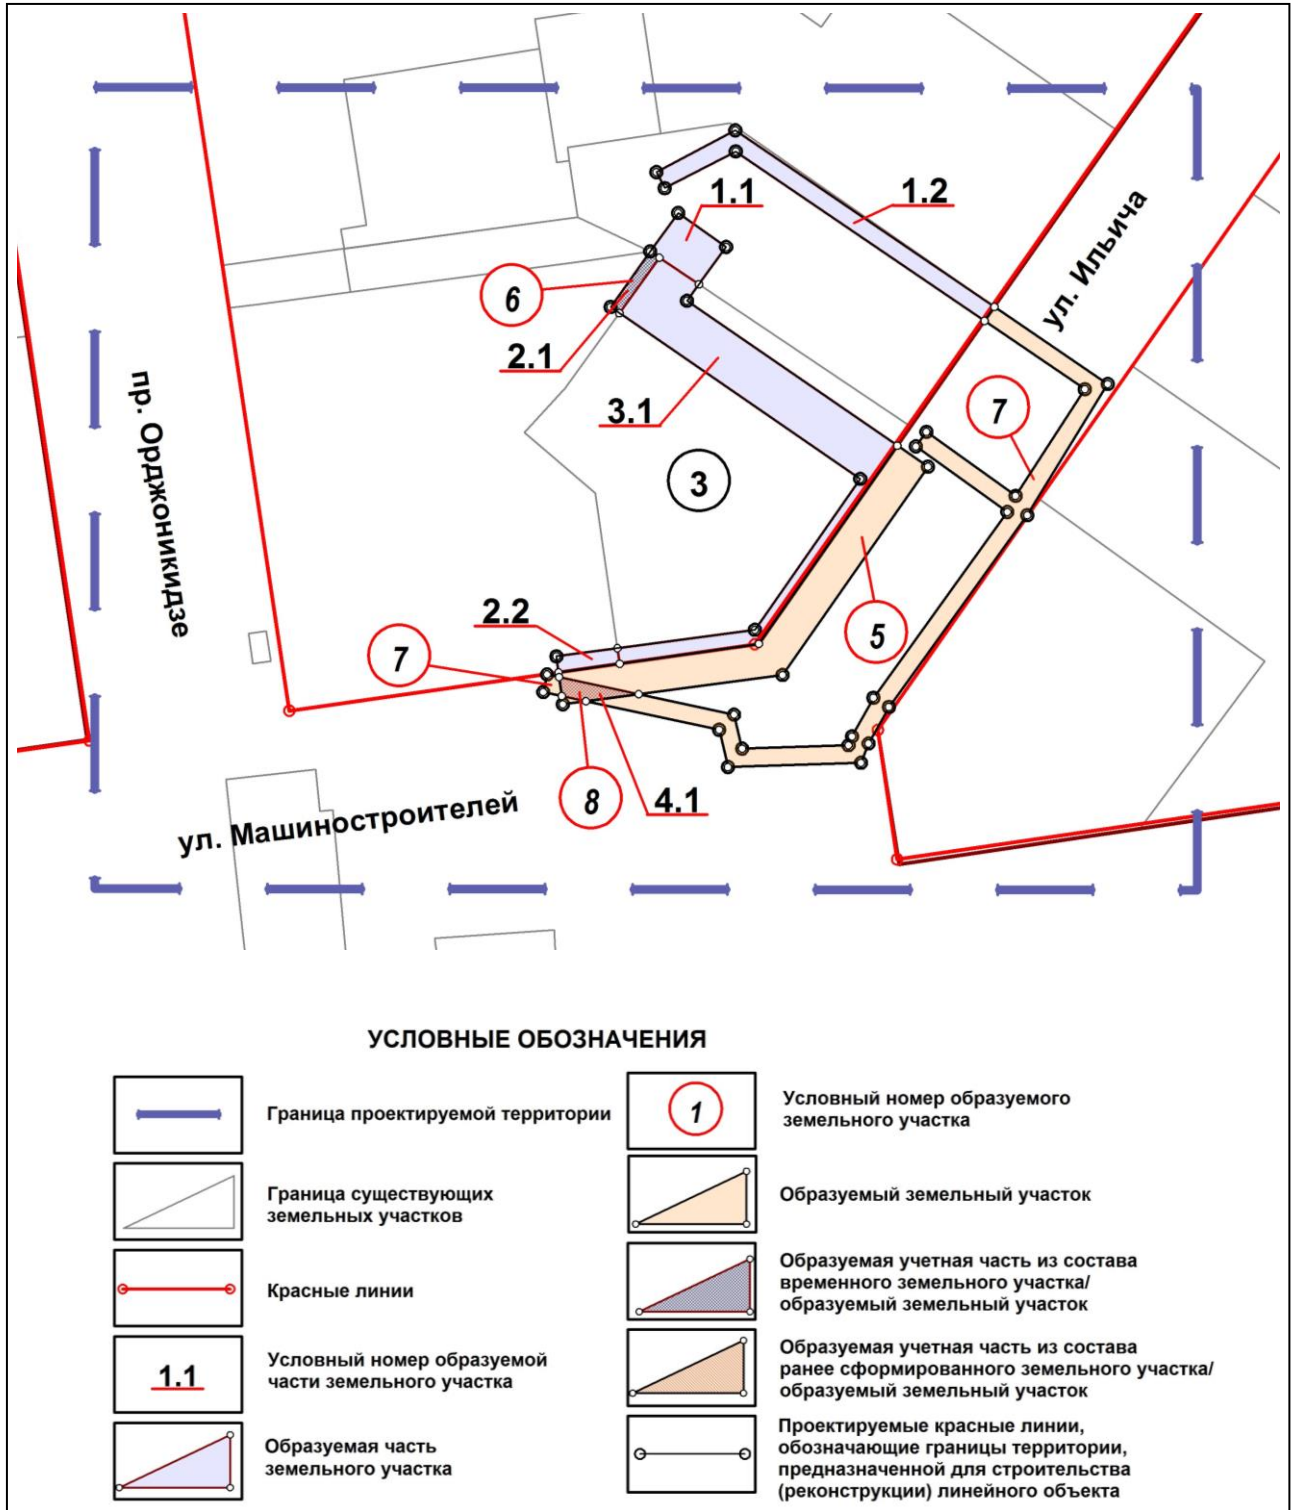 1.1
1.2
ул. Ильича
6
2.1
3.1
7
пр. Орджоникидзе
3
2.2
5
7
8
4.1
ул. Машиностроителей
УСЛОВНЫЕ ОБОЗНАЧЕНИЯ
Граница проектируемой территории
Граница существующих
земельных участков
Красные линии
1.1
Условный номер образуемой
части земельного участка
Образуемая часть
земельного участка
1
Условный номер образуемого
земельного участка
Образуемый земельный участок
Образуемая учетная часть из состава
временного земельного участка/
образуемый земельный участок
Образуемая учетная часть из состава
ранее сформированного земельного участка/
образуемый земельный участок
Проектируемые красные линии,
обозначающие границы территории,
предназначенной для строительства
(реконструкции) линейного объекта